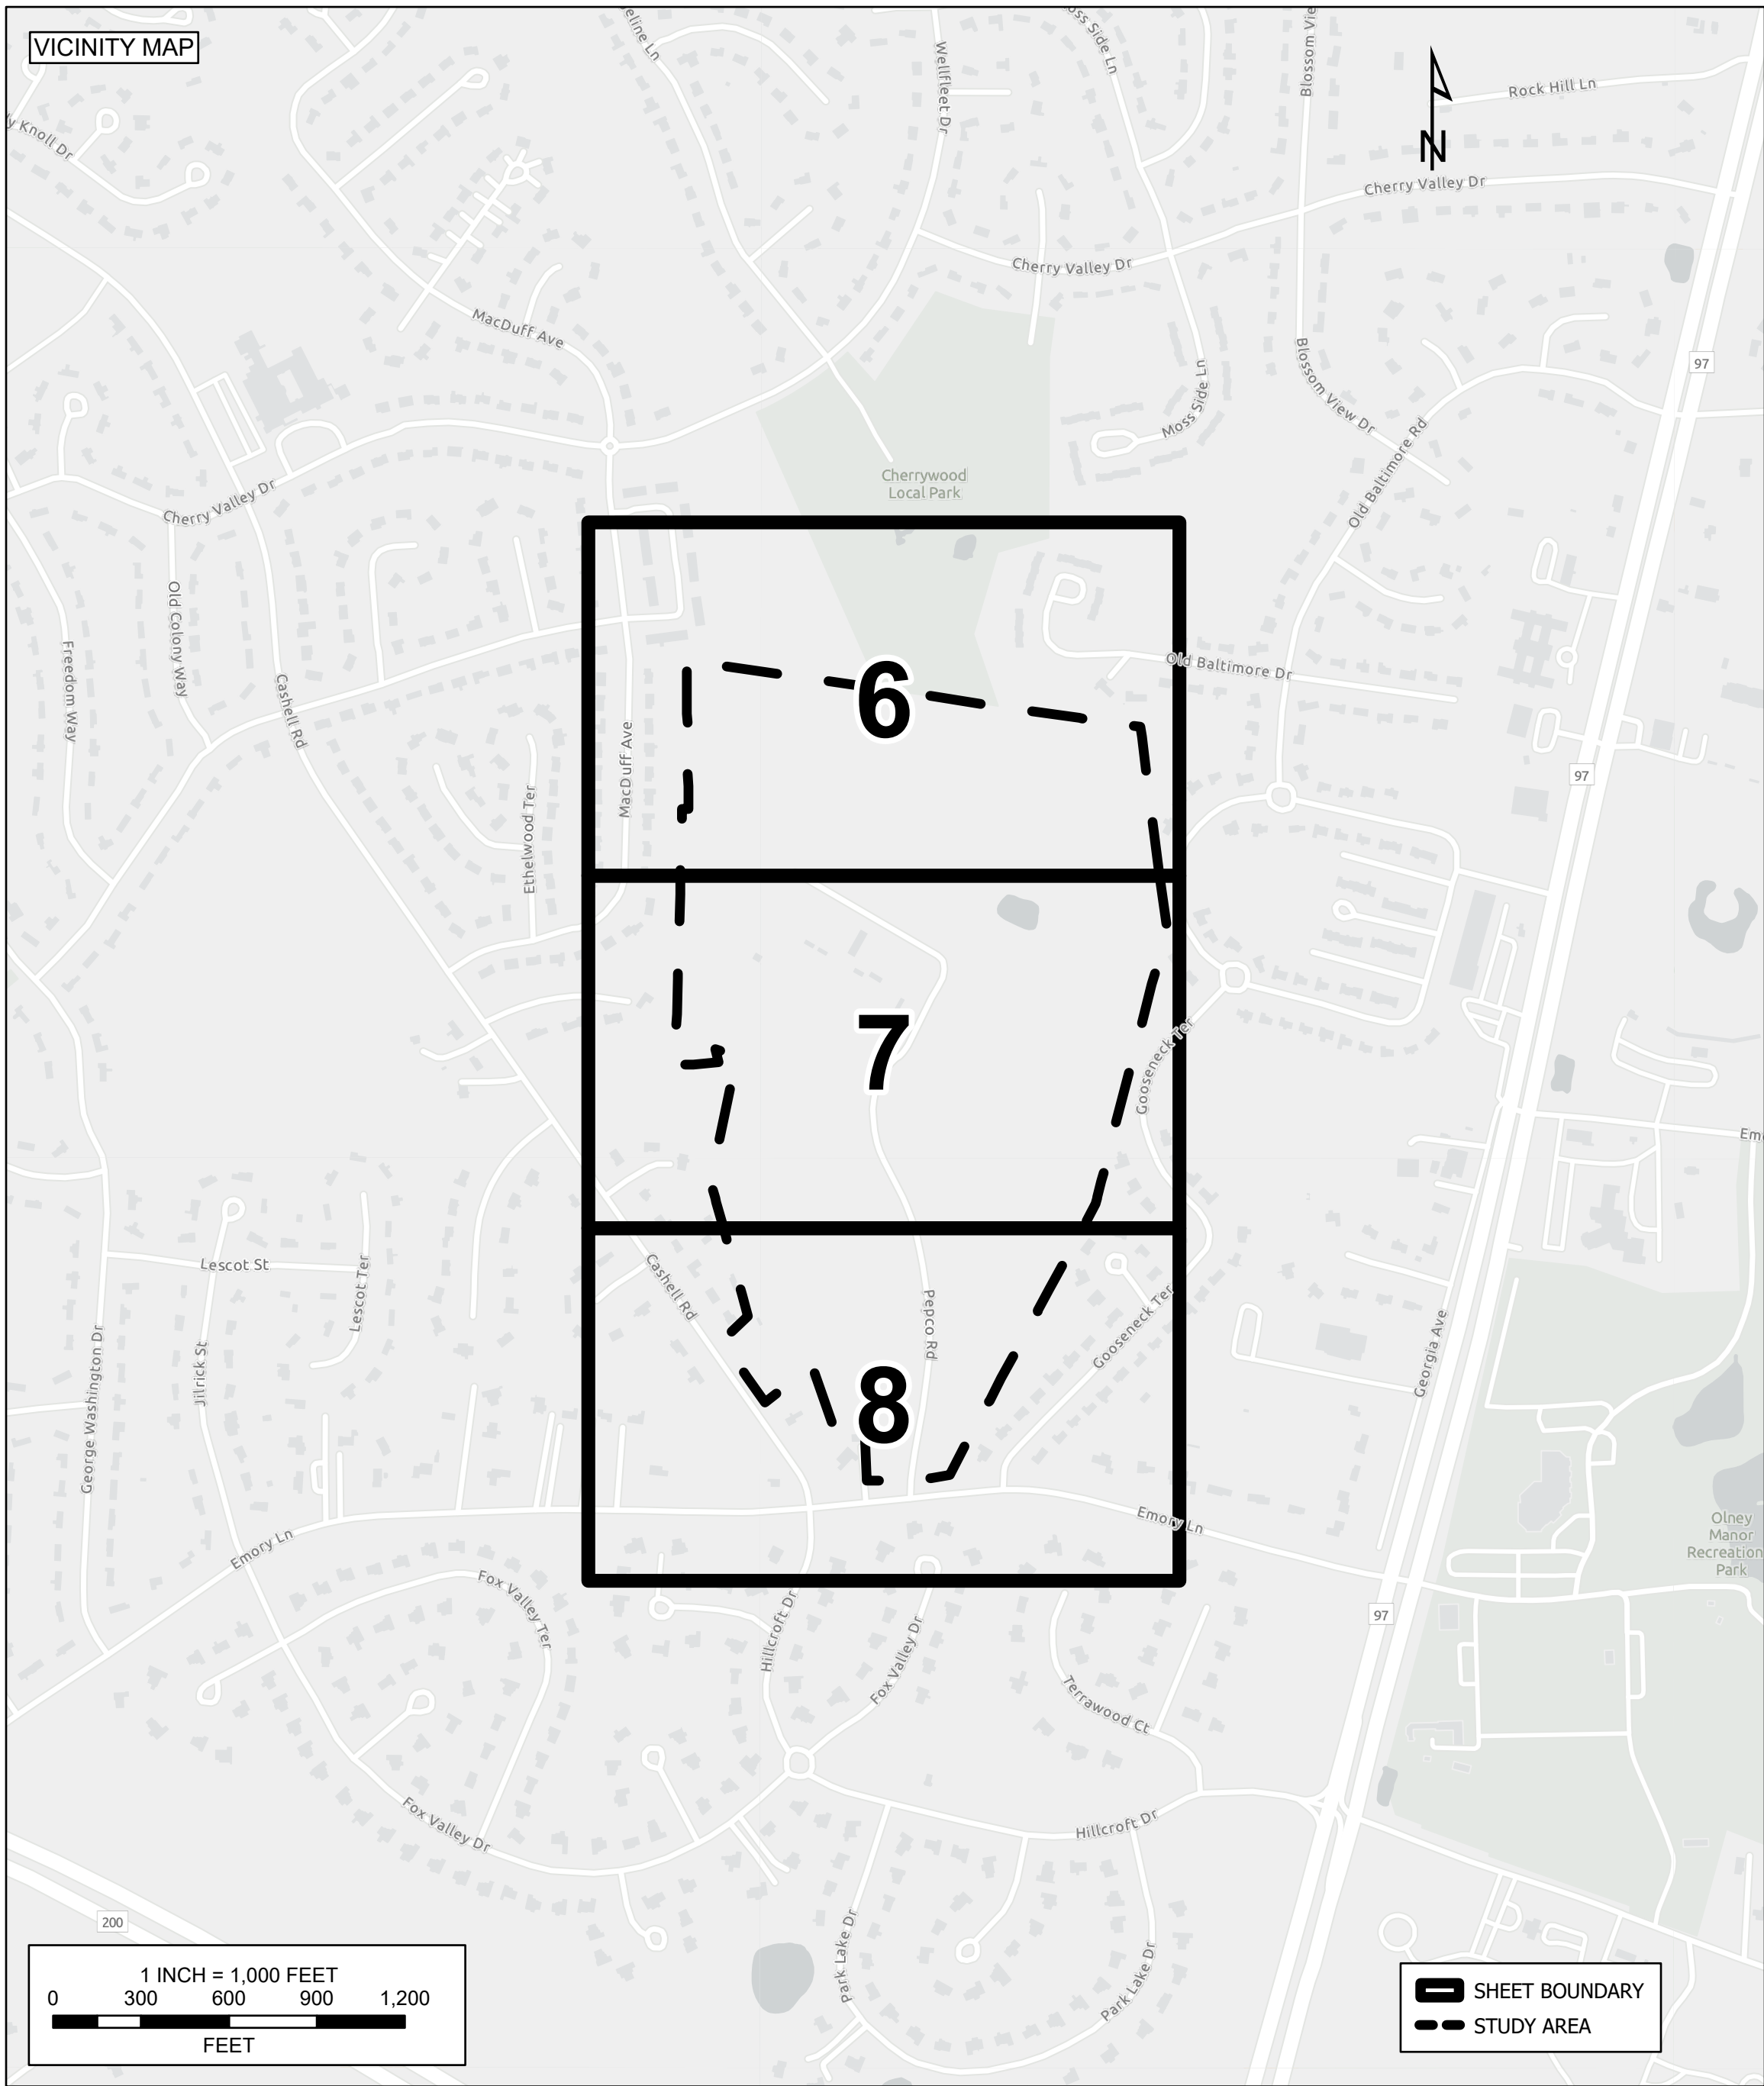 VICINITY MAP
Wellfleet Dr
Rock Hill Ln
N
Cherry Valley Dr
Cherry Valley Dr
MacDuff Ave
97
Moss Side Ln
Blossom View Dr
Old Baltimore Rd
Cherrywood
Local Park
Cherry Valley Dr
Old Colony Way
Freedom Way
Cashell Rd
6
Old Baltimore Dr
MacDuff Ave
97
Ethelwood Ter
7
Gooseneck Ter
Lescot St
Lescot Ter
Cashell Rd
Pepco Rd
Gooseneck Ter
Georgia Ave
George Washington Dr
Jilrick St
8
Emory Ln
Emory Ln
Olney
Manor
Recreation
Park
Fox Valley Ter
Hillcroft Dr
Fox Valley Dr
97
Terrawood Ct
Fox Valley Dr
Hillcroft Dr
200
Park Lake Dr
Park Lake Dr
1 INCH = 1,000 FEET
0 300 600 900 1,200
FEET
SHEET BOUNDARY
STUDY AREA